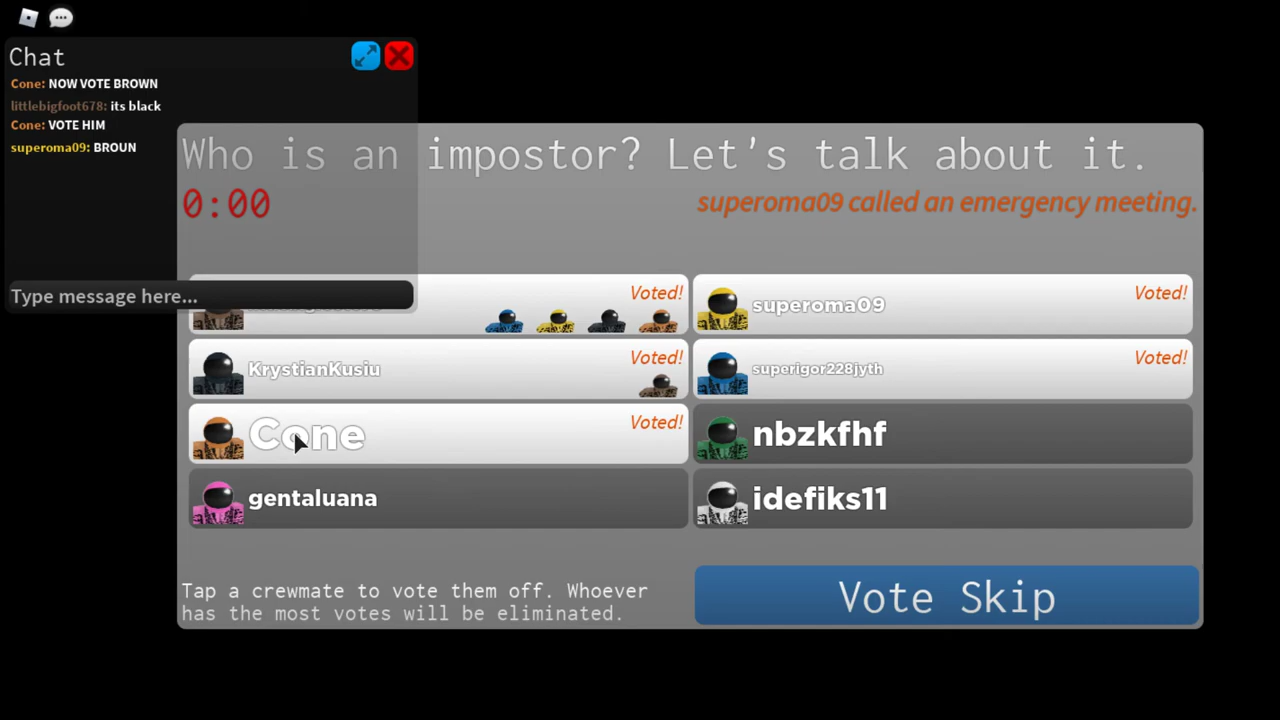 Chat
Cone: NOW VOTE BROWN
littlebigfoot678: its black
Cone: VOTE HIM
superoma09: BROUN
Type message here...
Who is an impostor? Let's talk about it.
0:00
superoma09 called an emergency meeting.
Voted!
superoma09
Voted!
KrystianKusiu
Voted!
superigor228jyth
Voted!
Cone
Voted!
nbzkfhf
gentaluana
idefiks11
Tap a crewmate to vote them off. Whoever
has the most votes will be eliminated.
Vote Skip